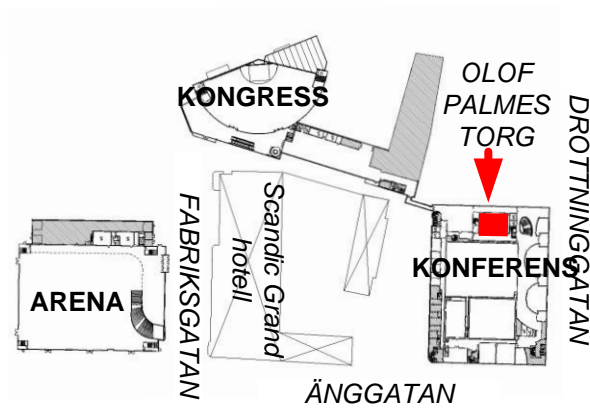 OLOF
PALMES
TORG
KONGRESS
DROTTNINGGATAN
Scandic Grand
hotell
FABRIKSGATAN
KONFERENS
ARENA
ÄNGGATAN